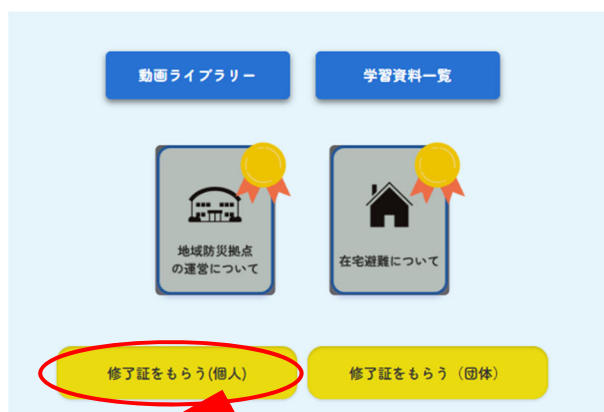 動画ライブラリー
学習資料一覧
地域防災拠点
の運営について
在宅避難について
修了証をもらう(個人)
修了証をもらう（団体）